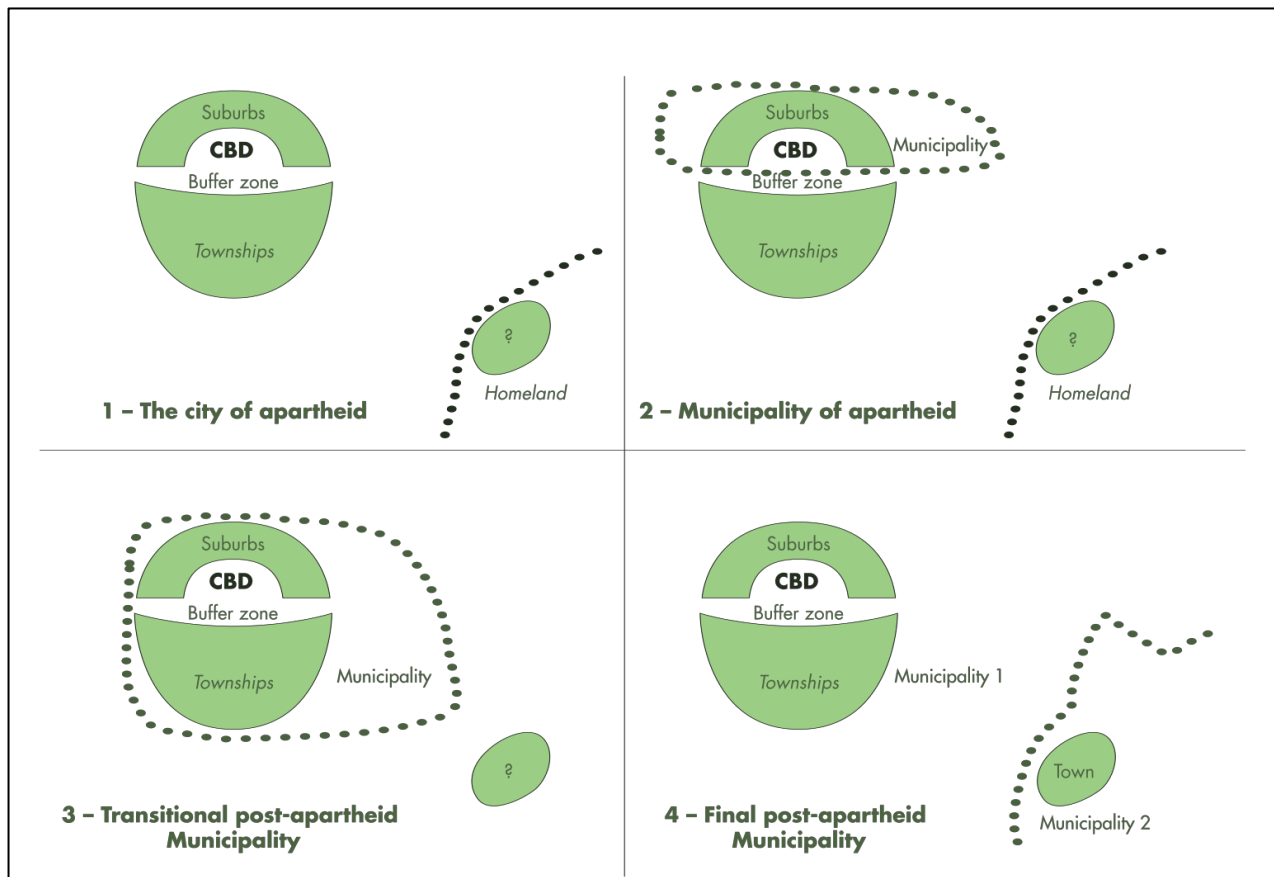 Suburbs
CBD
Buffer zone
Townships
?
Homeland
1 – The city of apartheid
Suburbs
CBD
Municipality
Buffer zone
Townships
?
Homeland
2 – Municipality of apartheid
Suburbs
CBD
Buffer zone
Townships
Municipality
?
3 – Transitional post-apartheid
Municipality
Suburbs
CBD
Buffer zone
Townships
Municipality 1
Town
Municipality 2
4 – Final post-apartheid
Municipality